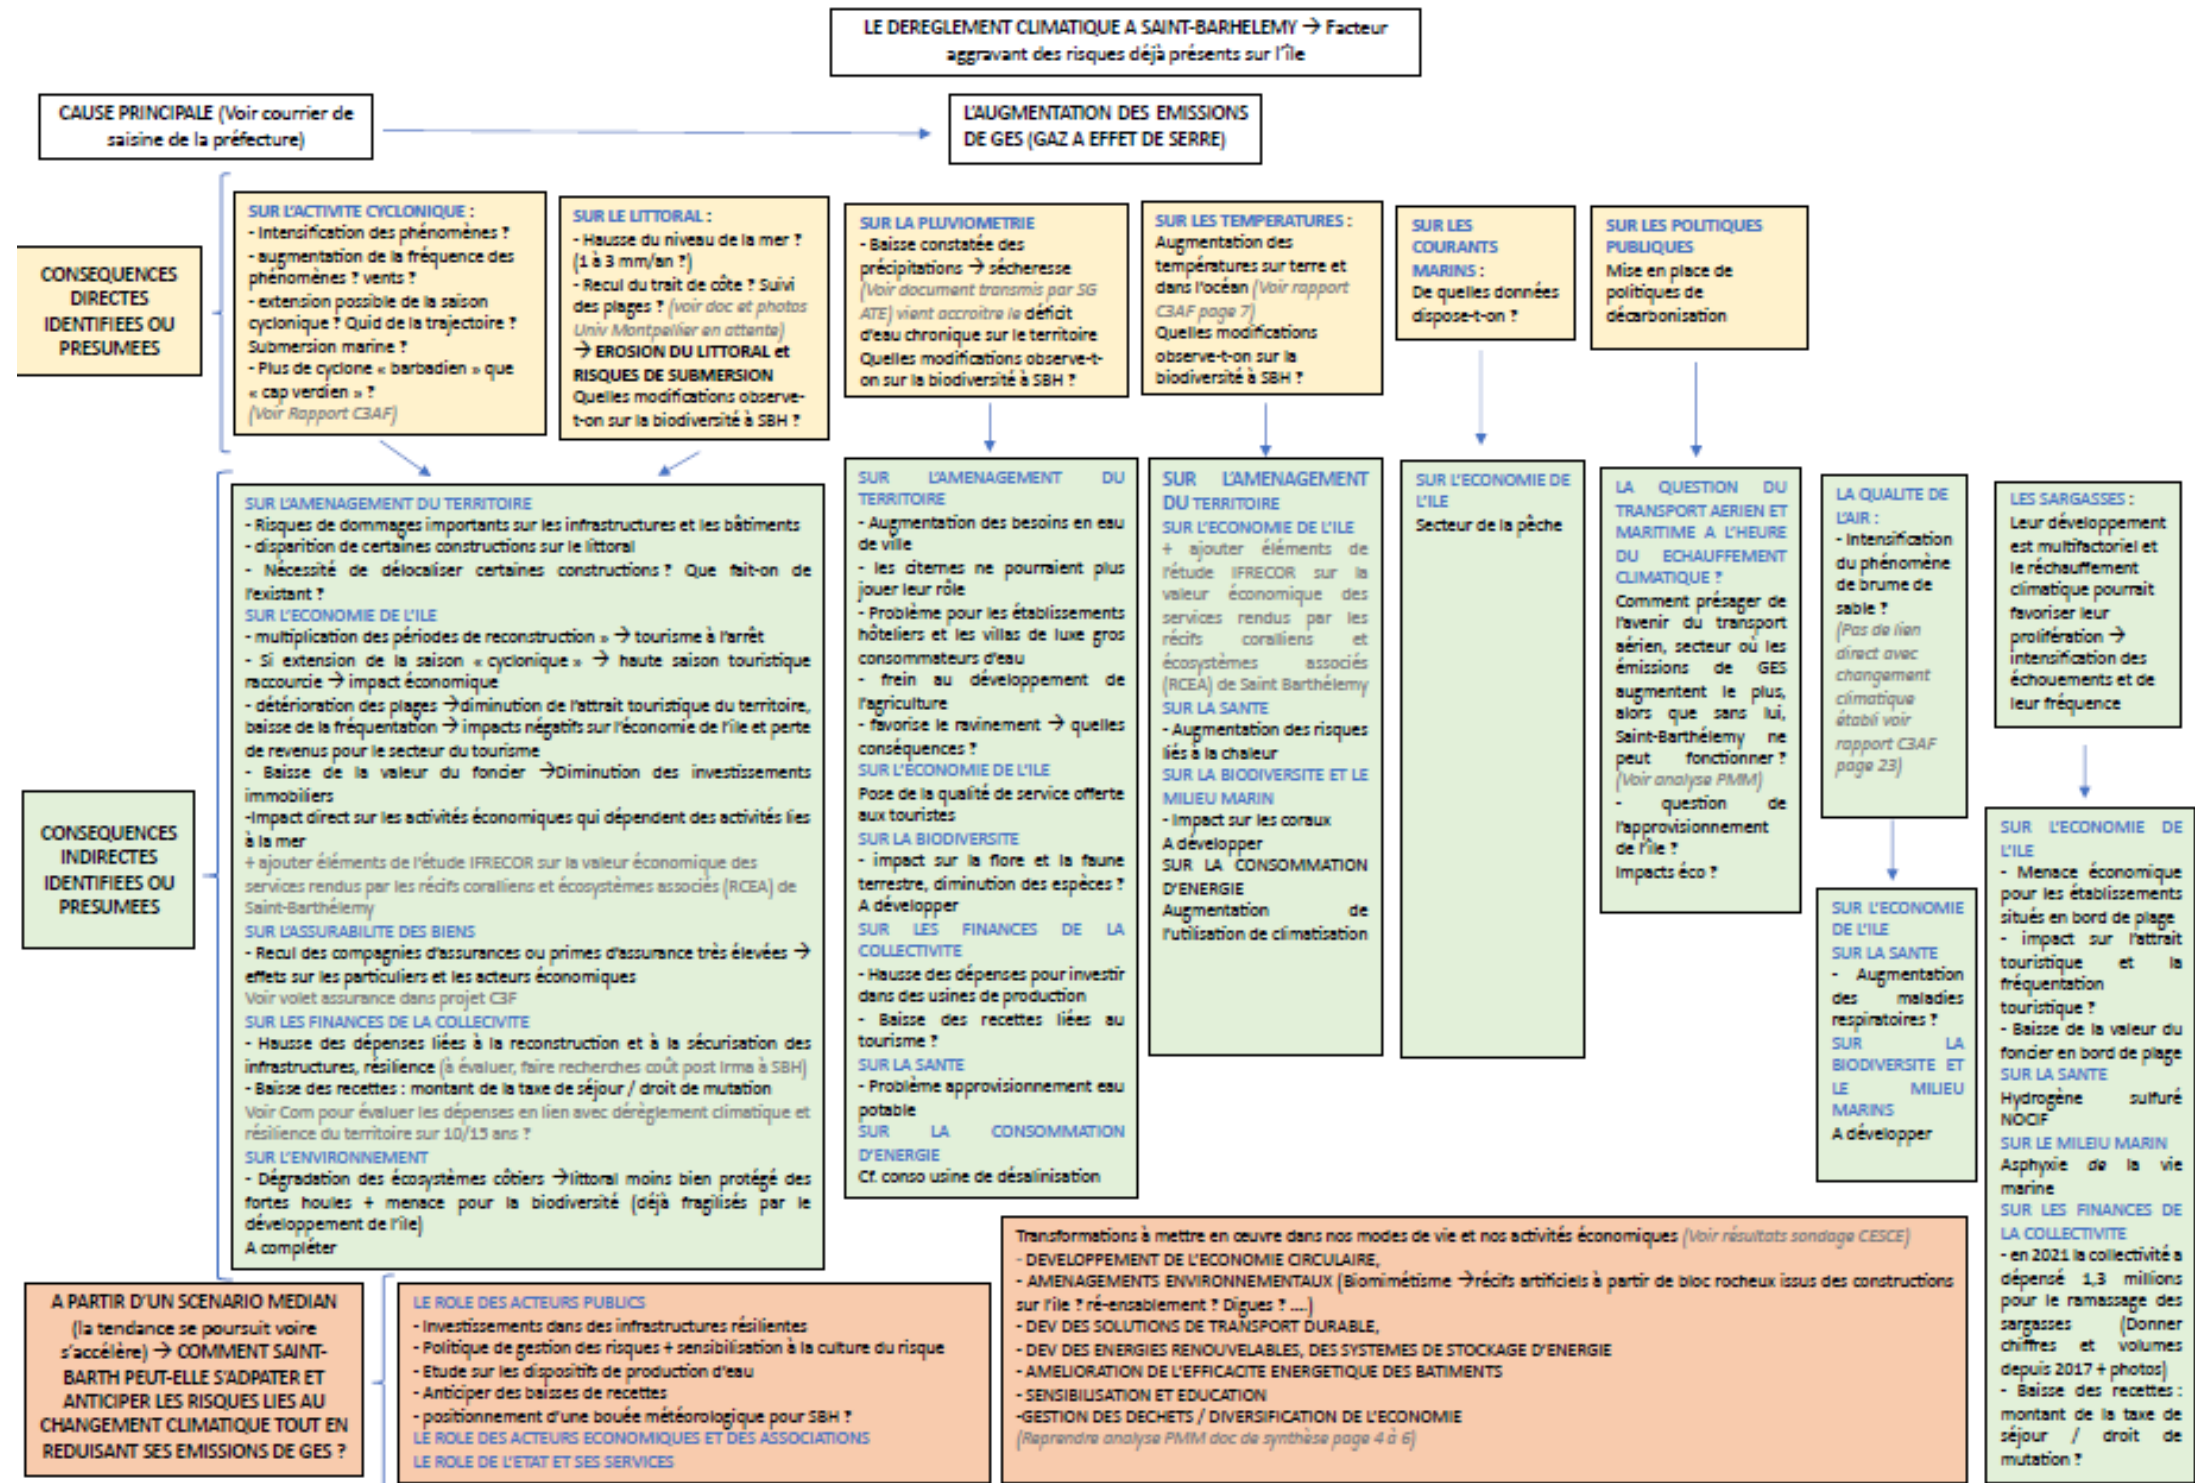 LE DEREGLEMENT CLIMATIQUE A SAINT-BARHELEMY → Facteur
aggravant des risques déjà présents sur l'île
CAUSE PRINCIPALE (Voir courrier de
saisine de la préfecture)
L'AUGMENTATION DES EMISSIONS
DE GES (GAZ A EFFET DE SERRE)
CONSEQUENCES
DIRECTES
IDENTIFIEES OU
PRESUMEES
SUR L'ACTIVITE CYCLONIQUE :
- Intensification des phénomènes ?
- augmentation de la fréquence des
phénomènes ? vents ?
- extension possible de la saison
cyclonique ? Quid de la trajectoire ?
Submersion marine ?
- Plus de cyclone « barbadien » que
« cap verdien » ?
(Voir Rapport C3AF)
SUR LE LITTORAL :
- Hausse du niveau de la mer ?
(1 à 3 mm/an ?)
- Recul du trait de côte ? Suivi
des plages ? (voir doc et photos
Univ Montpellier en attente)
→ EROSION DU LITTORAL et
RISQUES DE SUBMERSION
Quelles modifications observe-
t-on sur la biodiversité à SBH ?
SUR LA PLUVIOMETRIE
- Baisse constatée des
précipitations → sécheresse
(Voir document transmis par SG
ATE) vient accroitre le déficit
d'eau chronique sur le territoire
Quelles modifications observe-t-
on sur la biodiversité à SBH ?
SUR LES TEMPERATURES :
Augmentation des
températures sur terre et
dans l'océan (Voir rapport
C3AF page 7)
Quelles modifications
observe-t-on sur la
biodiversité à SBH ?
SUR LES
COURANTS
MARINS :
De quelles données
dispose-t-on ?
SUR LES POLITIQUES
PUBLIQUES
Mise en place de
politiques de
décarbonisation
CONSEQUENCES
INDIRECTES
IDENTIFIEES OU
PRESUMEES
SUR L'AMENAGEMENT DU TERRITOIRE
- Risques de dommages importants sur les infrastructures et les bâtiments
- disparition de certaines constructions sur le littoral
- Nécessité de délocaliser certaines constructions ? Que fait-on de
l'existant ?
SUR L'ECONOMIE DE L'ILE
- multiplication des périodes de reconstruction » → tourisme à l'arrêt
- Si extension de la saison « cyclonique » → haute saison touristique
raccourcie → impact économique
- détérioration des plages →diminution de l'attrait touristique du territoire,
baisse de la fréquentation → impacts négatifs sur l'économie de l'île et perte
de revenus pour le secteur du tourisme
- Baisse de la valeur du foncier →Diminution des investissements
immobiliers
-Impact direct sur les activités économiques qui dépendent des activités lies
à la mer
+ ajouter éléments de l'étude IFRECOR sur la valeur économique des
services rendus par les récifs coralliens et écosystèmes associés (RCEA) de
Saint-Barthélemy
SUR L'ASSURABILITE DES BIENS
- Recul des compagnies d'assurances ou primes d'assurance très élevées →
effets sur les particuliers et les acteurs économiques
Voir volet assurance dans projet C3F
SUR LES FINANCES DE LA COLLECIVITE
- Hausse des dépenses liées à la reconstruction et à la sécurisation des
infrastructures, résilience (à évaluer, faire recherches coût post Irma à SBH)
- Baisse des recettes : montant de la taxe de séjour / droit de mutation
Voir Com pour évaluer les dépenses en lien avec dérèglement climatique et
résilience du territoire sur 10/15 ans ?
SUR L'ENVIRONNEMENT
- Dégradation des écosystèmes côtiers →littoral moins bien protégé des
fortes houles + menace pour la biodiversité (déjà fragilisés par le
développement de l'île)
A compléter
SUR L'AMENAGEMENT DU
TERRITOIRE
- Augmentation des besoins en eau
de ville
- les citernes ne pourraient plus
jouer leur rôle
- Problème pour les établissements
hôteliers et les villas de luxe gros
consommateurs d'eau
- frein au développement de
l'agriculture
- favorise le ravinement → quelles
conséquences ?
SUR L'ECONOMIE DE L'ILE
Pose de la qualité de service offerte
aux touristes
SUR LA BIODIVERSITE
- impact sur la flore et la faune
terrestre, diminution des espèces ?
A développer
SUR LES FINANCES DE LA
COLLECTIVITE
- Hausse des dépenses pour investir
dans des usines de production
- Baisse des recettes liées au
tourisme ?
SUR LA SANTE
- Problème approvisionnement eau
potable
SUR LA CONSOMMATION
D'ENERGIE
Cf. conso usine de désalinisation
SUR L'AMENAGEMENT
DU TERRITOIRE
SUR L'ECONOMIE DE L'ILE
+ ajouter éléments de
l'étude IFRECOR sur la
valeur économique des
services rendus par les
récifs coralliens et
écosystèmes associés
(RCEA) de Saint Barthélemy
SUR LA SANTE
- Augmentation des risques
liés à la chaleur
SUR LA BIODIVERSITE ET LE
MILIEU MARIN
- Impact sur les coraux
A développer
SUR LA CONSOMMATION
D'ENERGIE
Augmentation de
l'utilisation de climatisation
SUR L'ECONOMIE DE
L'ILE
Secteur de la pêche
LA QUESTION DU
TRANSPORT AERIEN ET
MARITIME A L'HEURE
DU ECHAUFFEMENT
CLIMATIQUE ?
Comment présager de
l'avenir du transport
aérien, secteur où les
émissions de GES
augmentent le plus,
alors que sans lui,
Saint-Barthélemy ne
peut fonctionner ?
(Voir analyse PMM)
- question de
l'approvisionnement
de l'île ?
Impacts éco ?
LA QUALITE DE
L'AIR :
- Intensification
du phénomène
de brume de
sable ?
(Pas de lien
direct avec
changement
climatique
établi voir
rapport C3AF
page 23)
SUR L'ECONOMIE
DE L'ILE
SUR LA SANTE
- Augmentation
des maladies
respiratoires ?
SUR LA
BIODIVERSITE ET
LE MILIEU
MARINS
A développer
LES SARGASSES :
Leur développement
est multifactoriel et
le réchauffement
climatique pourrait
favoriser leur
prolifération →
intensification des
échouements et de
leur fréquence
SUR L'ECONOMIE DE
L'ILE
- Menace économique
pour les établissements
situés en bord de plage
- impact sur l'attrait
touristique et la
fréquentation
touristique ?
- Baisse de la valeur du
foncier en bord de plage
SUR LA SANTE
Hydrogène sulfuré
NOCIF
SUR LE MILEIU MARIN
Asphyxie de la vie
marine
SUR LES FINANCES DE
LA COLLECTIVITE
- en 2021 la collectivité a
dépensé 1,3 millions
pour le ramassage des
sargasses (Donner
chiffres et volumes
depuis 2017 + photos)
- Baisse des recettes :
montant de la taxe de
séjour / droit de
mutation ?
A PARTIR D'UN SCENARIO MEDIAN
(la tendance se poursuit voire
s'accélère) → COMMENT SAINT-
BARTH PEUT-ELLE S'ADPATER ET
ANTICIPER LES RISQUES LIES AU
CHANGEMENT CLIMATIQUE TOUT EN
REDUISANT SES EMISSIONS DE GES ?
LE ROLE DES ACTEURS PUBLICS
- Investissements dans des infrastructures résilientes
- Politique de gestion des risques + sensibilisation à la culture du risque
- Etude sur les dispositifs de production d'eau
- Anticiper des baisses de recettes
- positionnement d'une bouée météorologique pour SBH ?
LE ROLE DES ACTEURS ECONOMIQUES ET DES ASSOCIATIONS
LE ROLE DE L'ETAT ET SES SERVICES
Transformations à mettre en œuvre dans nos modes de vie et nos activités économiques (Voir résultats sondage CESCE)
- DEVELOPPEMENT DE L'ECONOMIE CIRCULAIRE,
- AMENAGEMENTS ENVIRONNEMENTAUX (Biomimétisme →récifs artificiels à partir de bloc rocheux issus des constructions
sur l'île ? ré-ensablement ? Digues ? ....)
- DEV DES SOLUTIONS DE TRANSPORT DURABLE,
- DEV DES ENERGIES RENOUVELABLES, DES SYSTEMES DE STOCKAGE D'ENERGIE
- AMELIORATION DE L'EFFICACITE ENERGETIQUE DES BATIMENTS
- SENSIBILISATION ET EDUCATION
-GESTION DES DECHETS / DIVERSIFICATION DE L'ECONOMIE
(Reprendre analyse PMM doc de synthèse page 4 à 6)